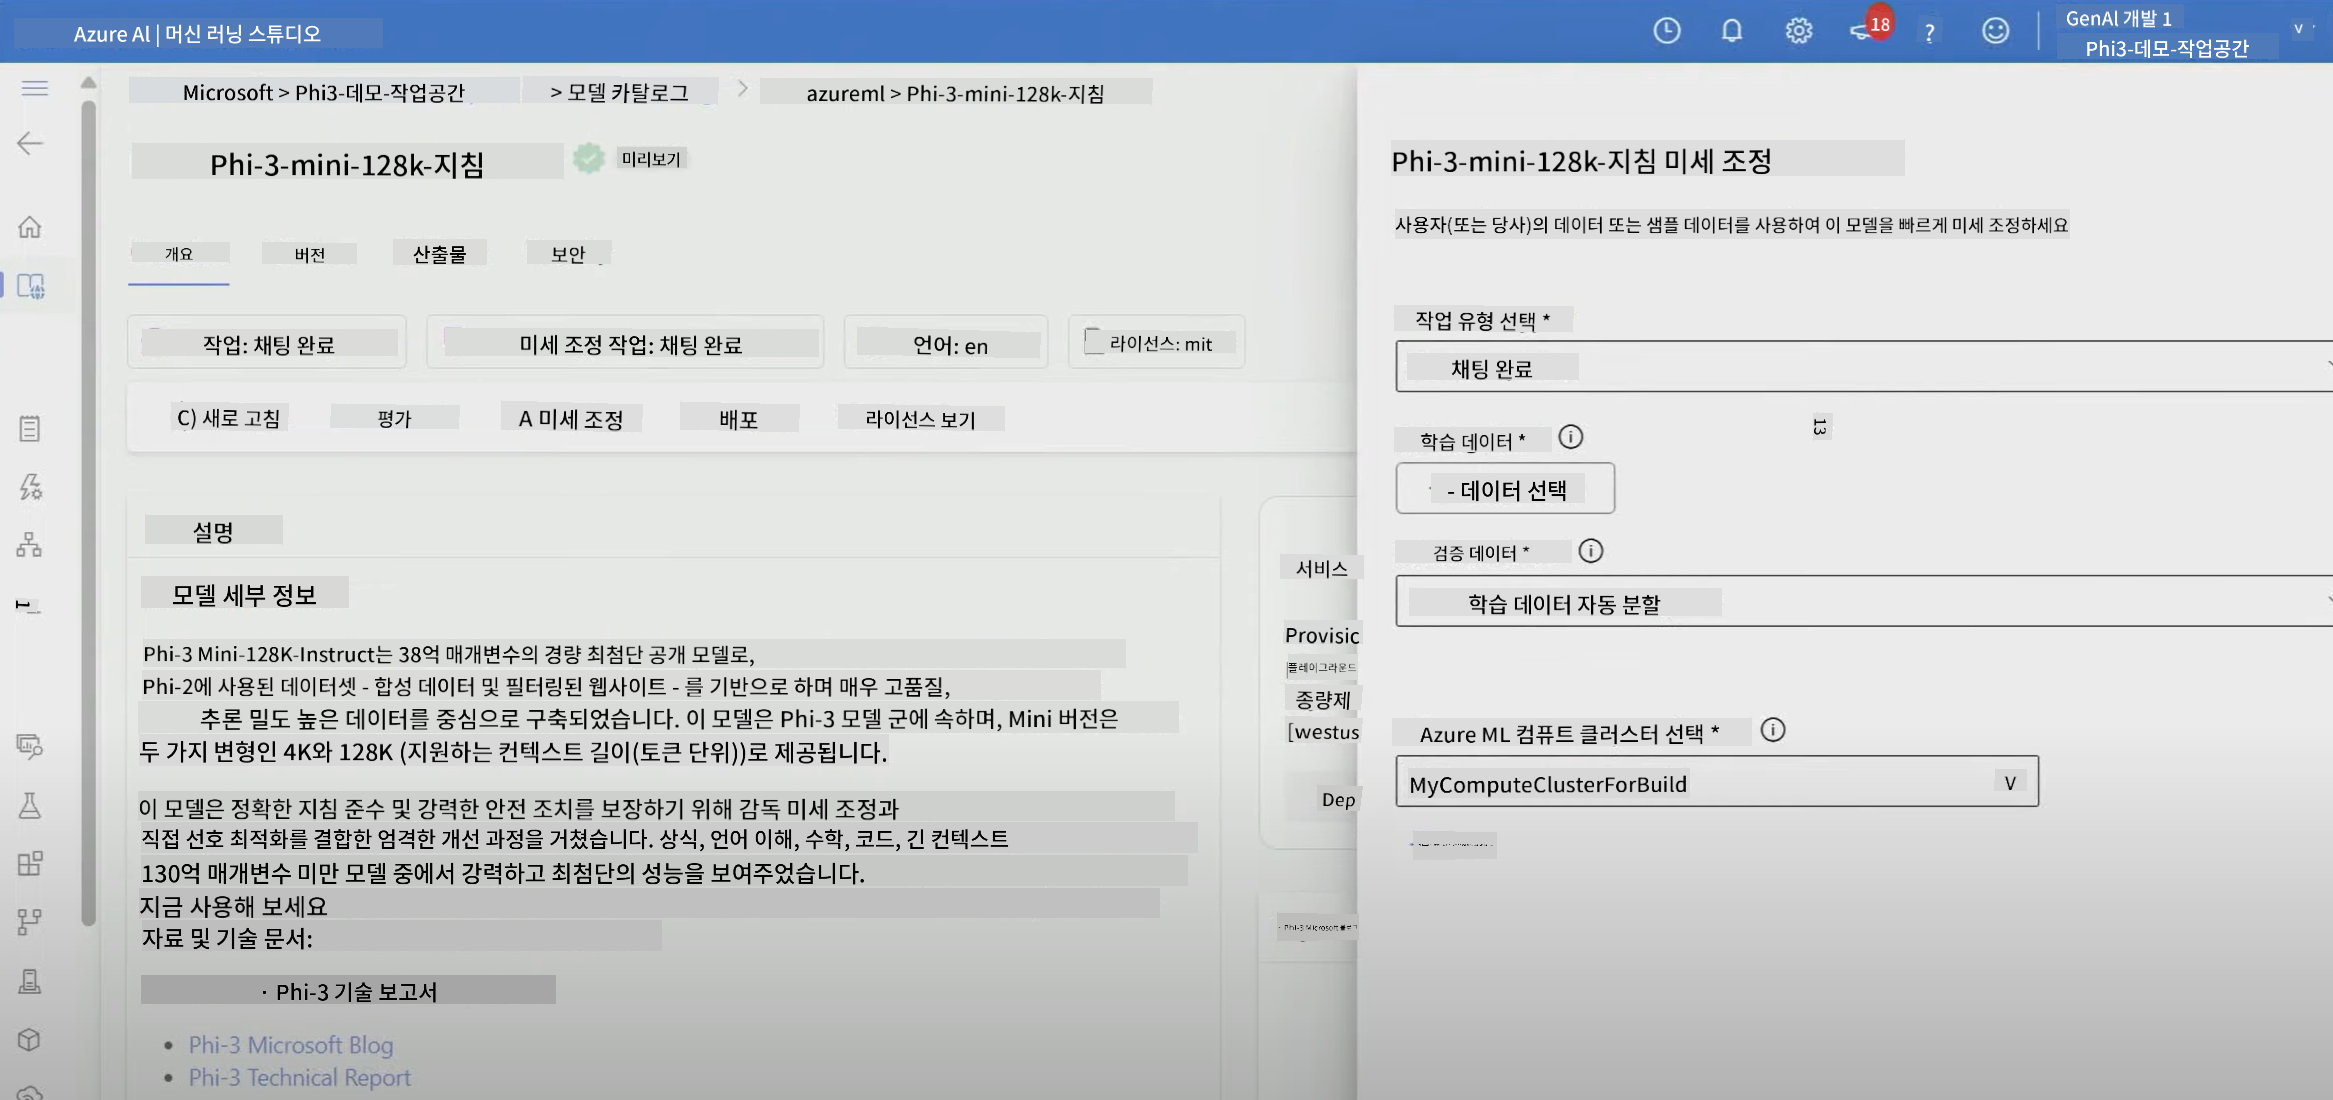 Azure AI | 머신 러닝 스튜디오
18
?
GenAI 개발 1
Phi3-데모-작업공간
Microsoft > Phi3-데모-작업공간 > 모델 카탈로그 > azureml > Phi-3-mini-128k-지침
Phi-3-mini-128k-지침
미리보기
개요 버전 산출물 보안
작업: 채팅 완료
미세 조정 작업: 채팅 완료
언어: en
라이선스: mit
C) 새로 고침 평가 A 미세 조정 배포 라이선스 보기
설명
모델 세부 정보
Phi-3 Mini-128K-Instruct는 38억 매개변수의 경량 최첨단 공개 모델로,
Phi-2에 사용된 데이터셋 - 합성 데이터 및 필터링된 웹사이트 - 를 기반으로 하며 매우 고품질,
추론 밀도 높은 데이터를 중심으로 구축되었습니다. 이 모델은 Phi-3 모델 군에 속하며, Mini 버전은
두 가지 변형인 4K와 128K (지원하는 컨텍스트 길이(토큰 단위))로 제공됩니다.
이 모델은 정확한 지침 준수 및 강력한 안전 조치를 보장하기 위해 감독 미세 조정과
직접 선호 최적화를 결합한 엄격한 개선 과정을 거쳤습니다. 상식, 언어 이해, 수학, 코드, 긴 컨텍스트
130억 매개변수 미만 모델 중에서 강력하고 최첨단의 성능을 보여주었습니다.
지금 사용해 보세요
자료 및 기술 문서:
· Phi-3 기술 보고서
• Phi-3 Microsoft Blog
• Phi-3 Technical Report
서비스
Provisic
플레이그라운드
종량제
[westus
Dep
· Phi-3 Microsoft 블로그
Phi-3-mini-128k-지침 미세 조정
사용자(또는 당사)의 데이터 또는 샘플 데이터를 사용하여 이 모델을 빠르게 미세 조정하세요
작업 유형 선택 *
채팅 완료
13
학습 데이터 *
- 데이터 선택
검증 데이터 *
학습 데이터 자동 분할
Azure ML 컴퓨트 클러스터 선택 *
MyComputeClusterForBuild
V